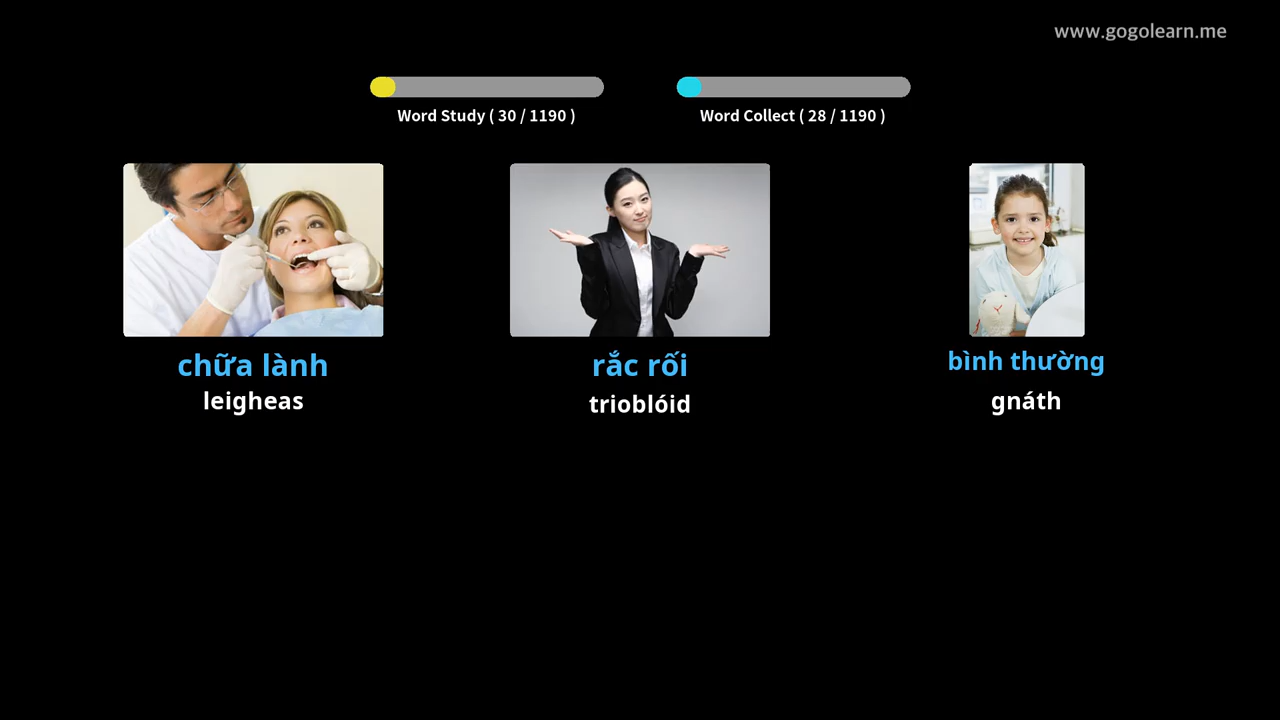 www.gogolearn.me
Word Study ( 30 / 1190 )
Word Collect ( 28 / 1190 )
chữa lành
leigheas
rắc rối
trioblóid
bình thường
gnáth